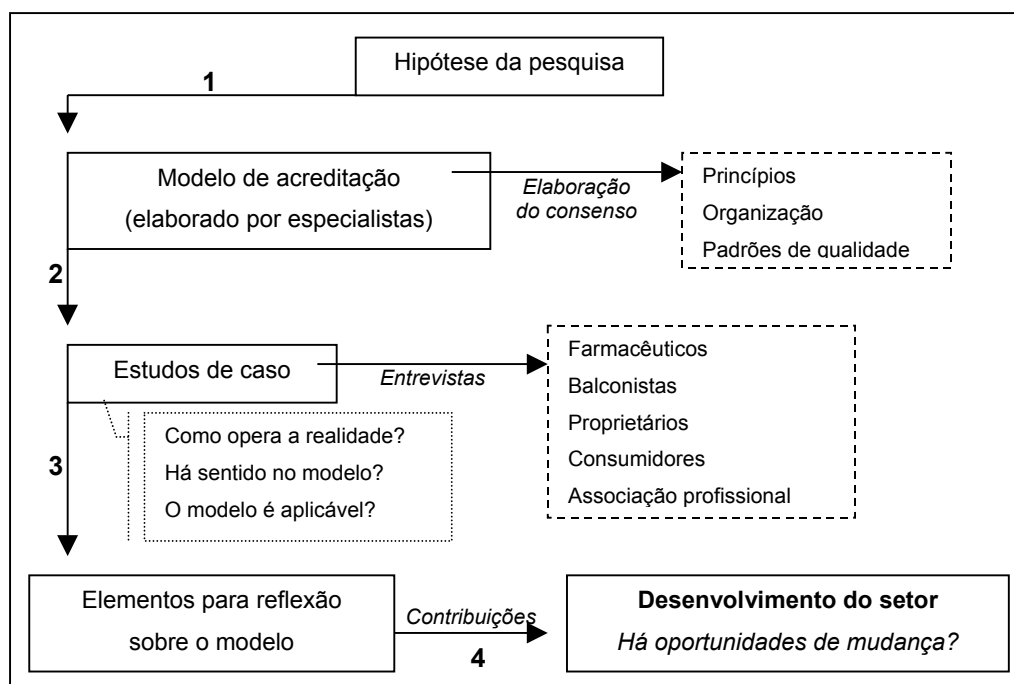 Hipótese da pesquisa
1
Modelo de acreditação
(elaborado por especialistas)
Elaboração
do consenso
Princípios
Organização
Padrões de qualidade
2
Estudos de caso
Entrevistas
Farmacêuticos
Balconistas
Proprietários
Consumidores
Associação profissional
Como opera a realidade?
Há sentido no modelo?
O modelo é aplicável?
3
Elementos para reflexão
sobre o modelo
Contribuições
4
Desenvolvimento do setor
Há oportunidades de mudança?